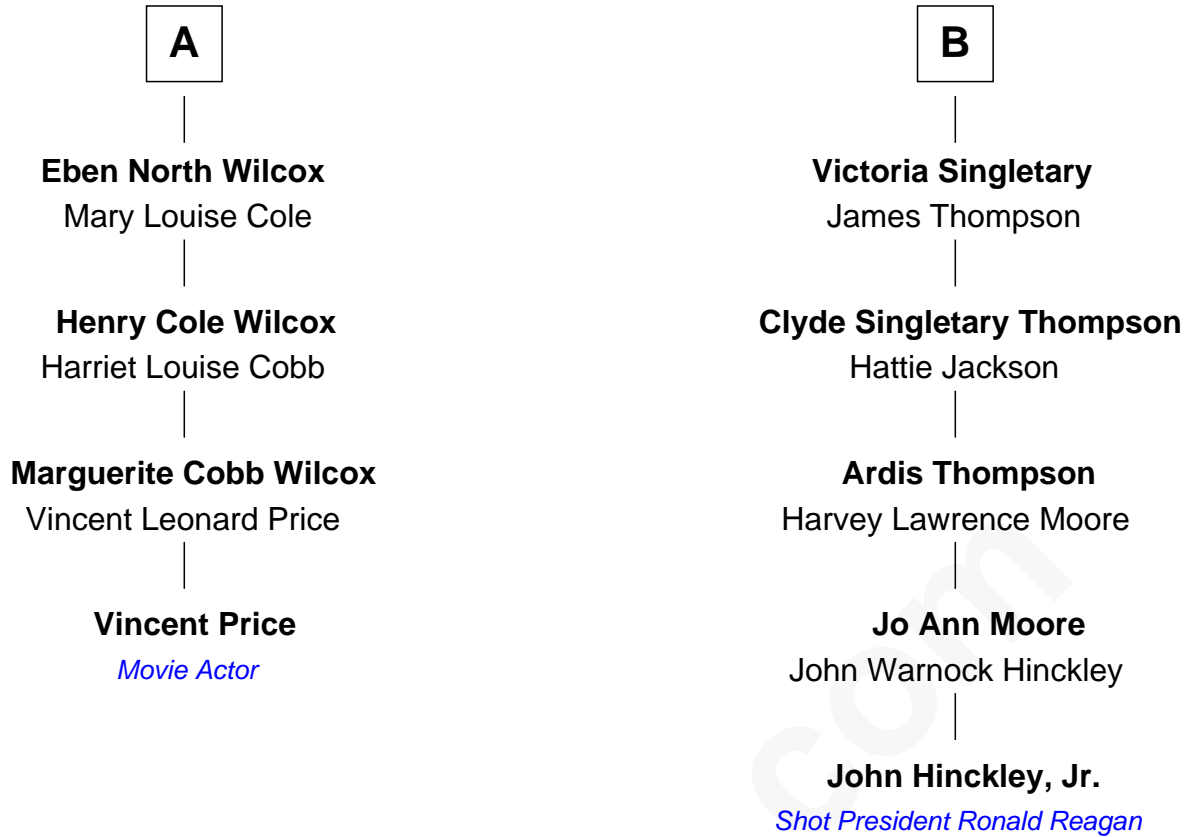 A
Eben North Wilcox
Mary Louise Cole
Henry Cole Wilcox
Harriet Louise Cobb
Marguerite Cobb Wilcox
Vincent Leonard Price
Vincent Price
Movie Actor
B
Victoria Singletary
James Thompson
Clyde Singletary Thompson
Hattie Jackson
Ardis Thompson
Harvey Lawrence Moore
Jo Ann Moore
John Warnock Hinckley
John Hinckley, Jr.
Shot President Ronald Reagan
com